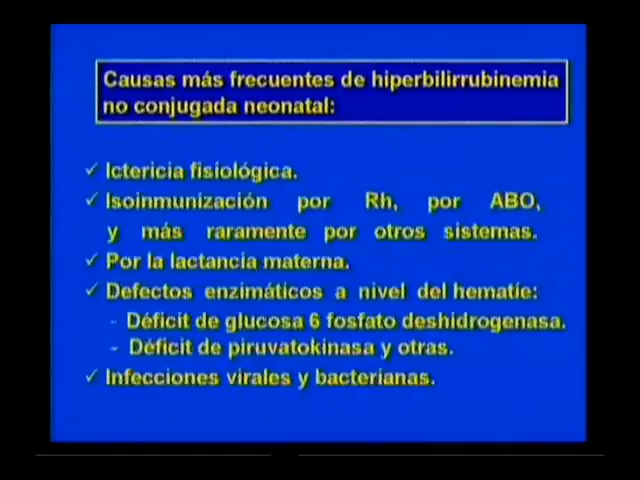 Causas más frecuentes de hiperbilirrubinemia
no conjugada neonatal:
✓ Ictericia fisiológica.
✓ Isoinmunización por Rh, por ABO,
y más raramente por otros sistemas.
✓ Por la lactancia materna.
✓ Defectos enzimáticos a nivel del hematíe:
- Déficit de glucosa 6 fosfato deshidrogenasa.
- Déficit de piruvatokinasa y otras.
✓ Infecciones virales y bacterianas.